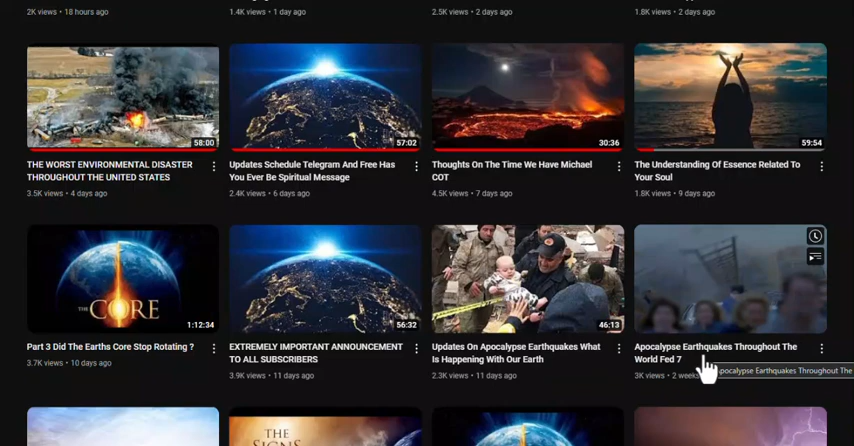 2K views • 18 hours ago
1.4K views • 1 day ago
2.5K views • 2 days ago
1.8K views • 2 days ago
58:00
57:02
30:36
59:54
THE WORST ENVIRONMENTAL DISASTER
THROUGHOUT THE UNITED STATES
3.5K views • 4 days ago
Updates Schedule Telegram And Free Has
You Ever Be Spiritual Message
2.4K views • 6 days ago
Thoughts On The Time We Have Michael
COT
4.5K views • 7 days ago
The Understanding Of Essence Related To
Your Soul
1.8K views • 9 days ago
THE CORE
1:12:34
56:32
46:13
Part 3 Did The Earths Core Stop Rotating ?
3.7K views • 10 days ago
EXTREMELY IMPORTANT ANNOUNCEMENT
TO ALL SUBSCRIBERS
3.9K views • 11 days ago
Updates On Apocalypse Earthquakes What
Is Happening With Our Earth
2.3K views • 11 days ago
Apocalypse Earthquakes Throughout The
World Fed 7
3K views • 2 weeks
Apocalypse Earthquakes Throughout The
THE
SIGNS